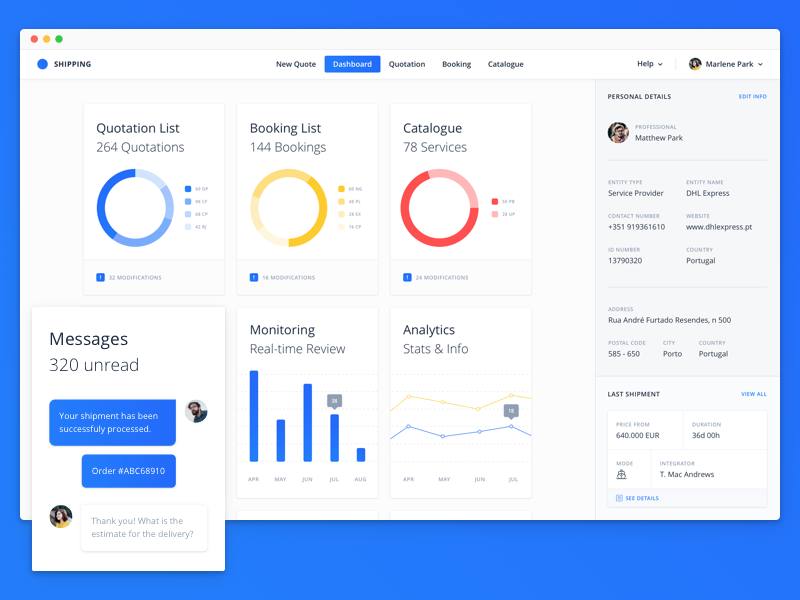 SHIPPING
New Quote
Dashboard
Quotation
Booking
Catalogue
Help
Marlene Park
Quotation List
264 Quotations
32 MODIFICATIONS
Booking List
144 Bookings
16 MODIFICATIONS
Catalogue
78 Services
24 MODIFICATIONS
Messages
320 unread
Your shipment has been
successfuly processed.
Order #ABC68910
Thank you! What is the
estimate for the delivery?
Monitoring
Real-time Review
APR MAY JUN JUL AUG
Analytics
Stats & Info
18
APR MAY JUN JUL
PERSONAL DETAILS
EDIT INFO
PROFESSIONAL
Matthew Park
ENTITY TYPE
Service Provider
ENTITY NAME
DHL Express
CONTACT NUMBER
+351 919361610
WEBSITE
www.dhlexpress.pt
ID NUMBER
13790320
COUNTRY
Portugal
ADDRESS
Rua André Furtado Resendes, n 500
POSTAL CODE
585 - 650
CITY
Porto
COUNTRY
Portugal
LAST SHIPMENT
VIEW ALL
PRICE FROM
640.000 EUR
DURATION
36d 00h
MODE
INTEGRATOR
T. Mac Andrews
SEE DETAILS